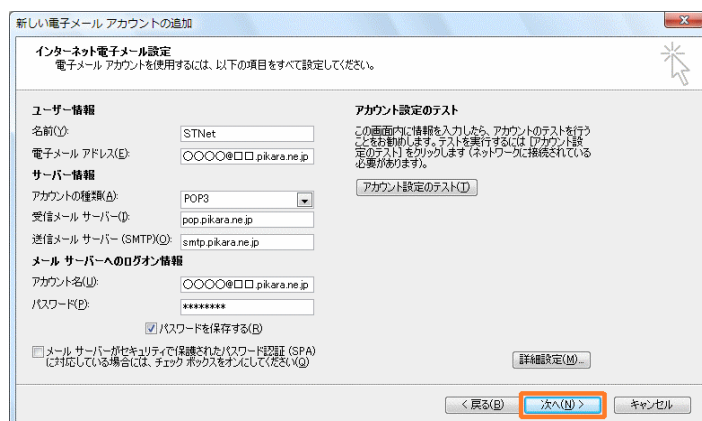 新しい電子メール アカウントの追加
インターネット電子メール設定
電子メール アカウントを使用するには、以下の項目をすべて設定してください。
ユーザー情報
名前(Y):
STNet
電子メール アドレス(E):
○○○○@□□.pikara.ne.jp
サーバー情報
アカウントの種類(A):
POP3
受信メール サーバー(I):
pop.pikara.ne.jp
送信メール サーバー (SMTP)(O):
smtp.pikara.ne.jp
メール サーバーへのログオン情報
アカウント名(U):
○○○○@□□.pikara.ne.jp
パスワード(P):
********
パスワードを保存する(R)
メール サーバーがセキュリティで保護されたパスワード認証 (SPA)
に対応している場合には、チェック ボックスをオンにしてください(Q)
アカウント設定のテスト
この画面内に情報を入力したら、アカウントのテストを行う
ことをお勧めします。テストを実行するには [アカウント設
定のテスト] をクリックします (ネットワークに接続されている
必要があります)。
アカウント設定のテスト(T)
詳細設定(M)...
< 戻る(B)
次へ(N) >
キャンセル